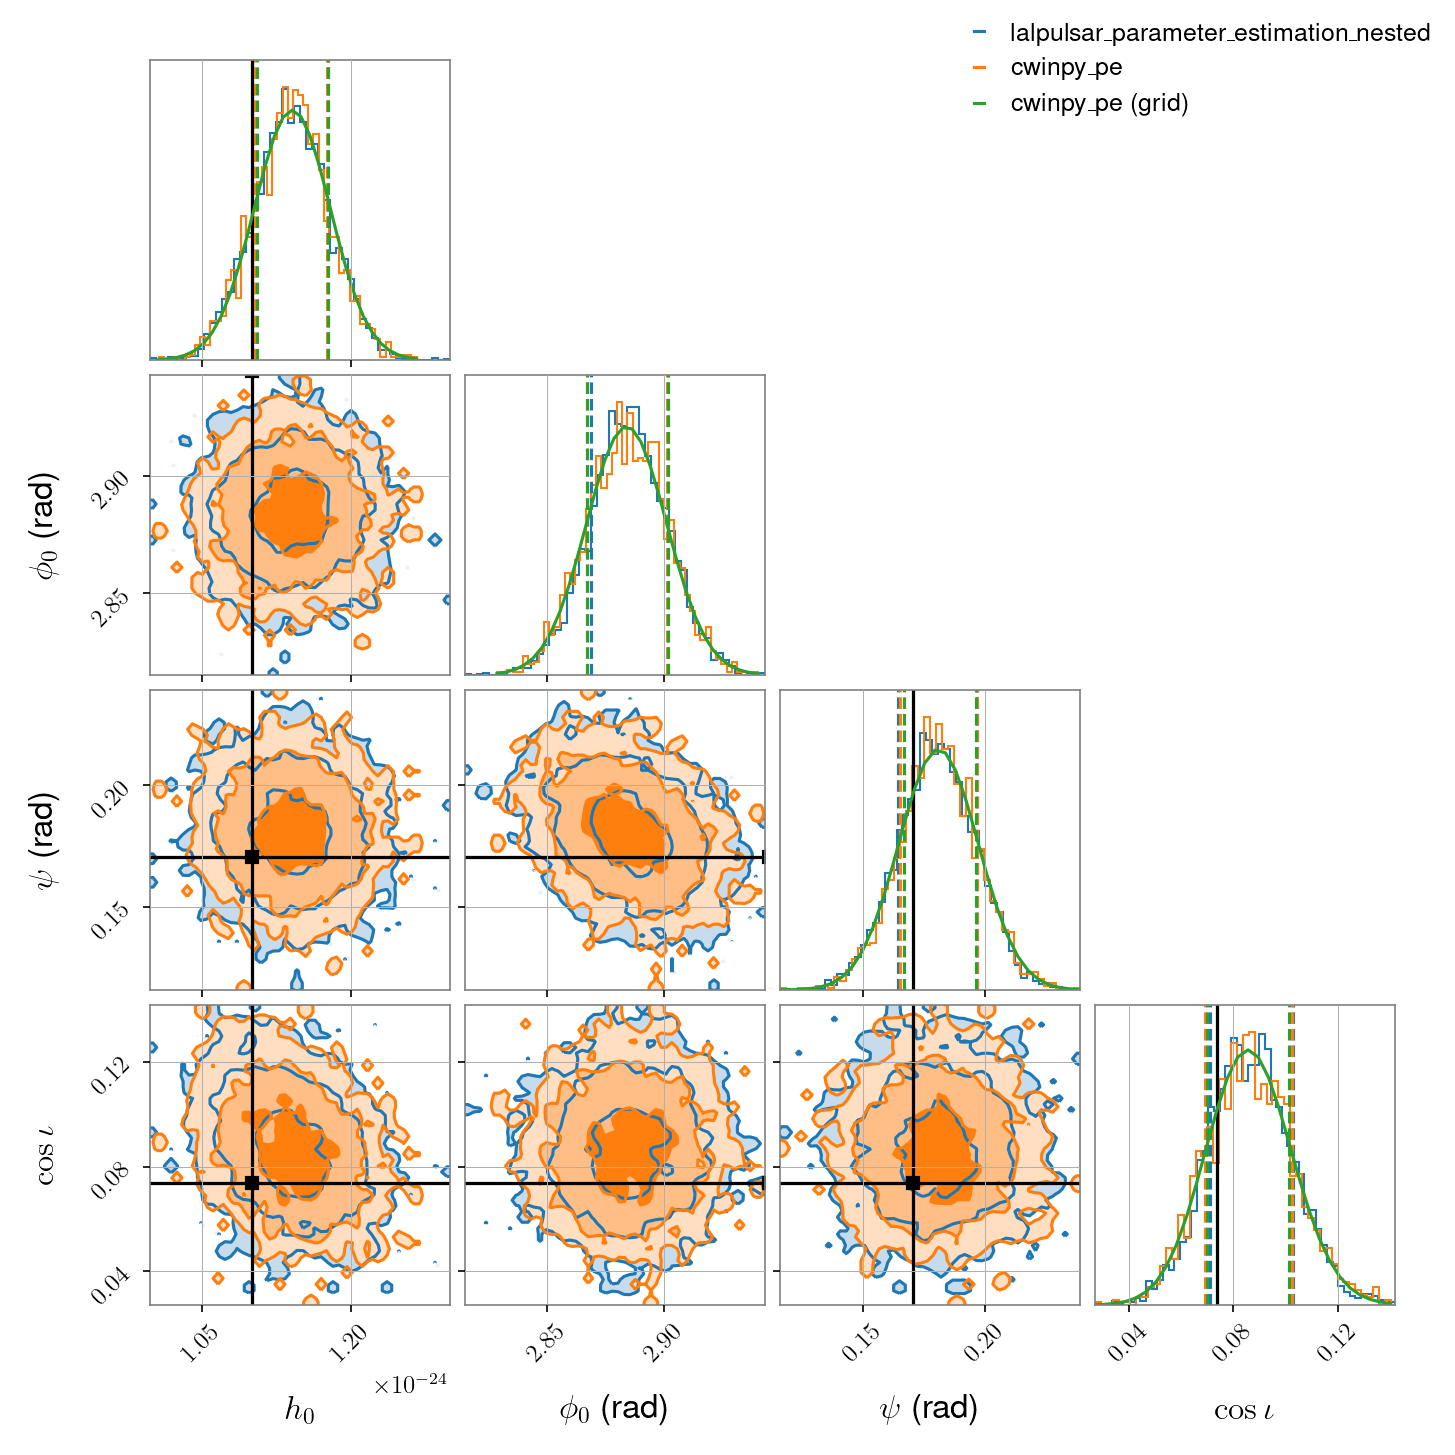 lalpulsar_parameter_estimation_nested
cwinpy_pe
cwinpy_pe (grid)
ϕ₀ (rad)
2.90
2.85
ψ (rad)
0.20
0.15
cos ι
0.12
0.08
0.04
1.05 1.20
×10⁻²⁴
h₀
2.85 2.90
ϕ₀ (rad)
0.15 0.20
ψ (rad)
0.04 0.08 0.12
cos ι